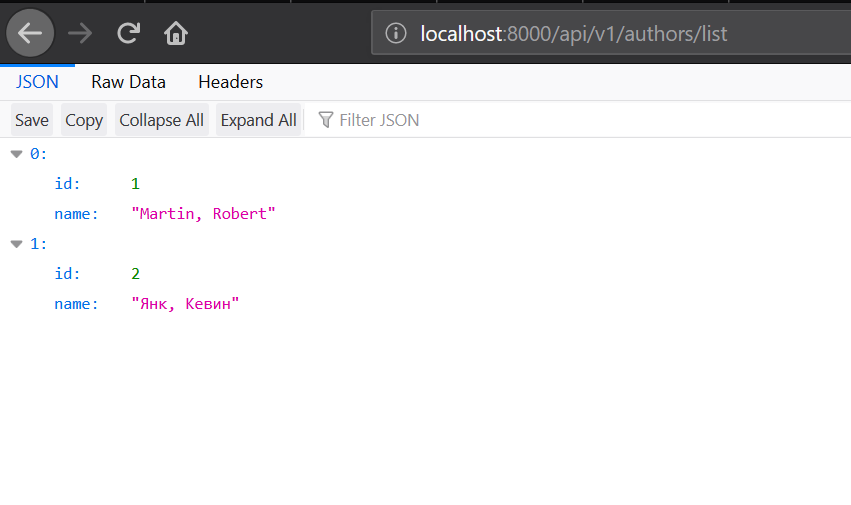 localhost:8000/api/v1/authors/list
JSON Raw Data Headers
Save Copy Collapse All Expand All Filter JSON
0:
id: 1
name: "Martin, Robert"
1:
id: 2
name: "Янк, Кевин"